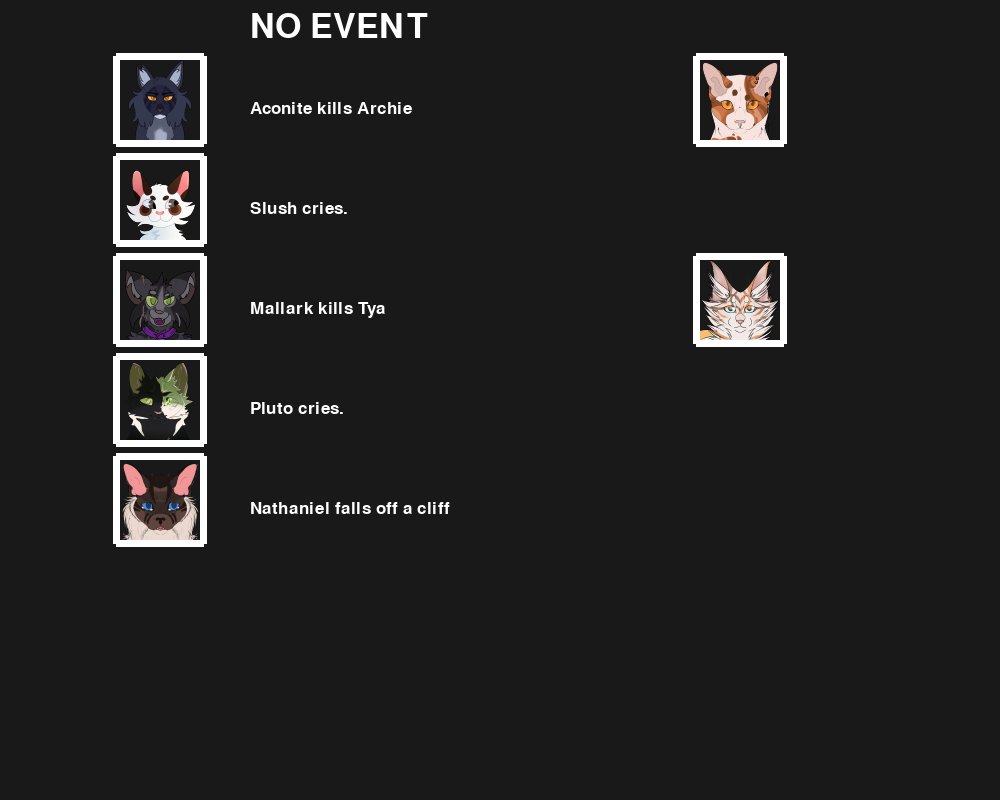 NO EVENT
Aconite kills Archie
Slush cries.
Mallark kills Tya
Pluto cries.
Nathaniel falls off a cliff